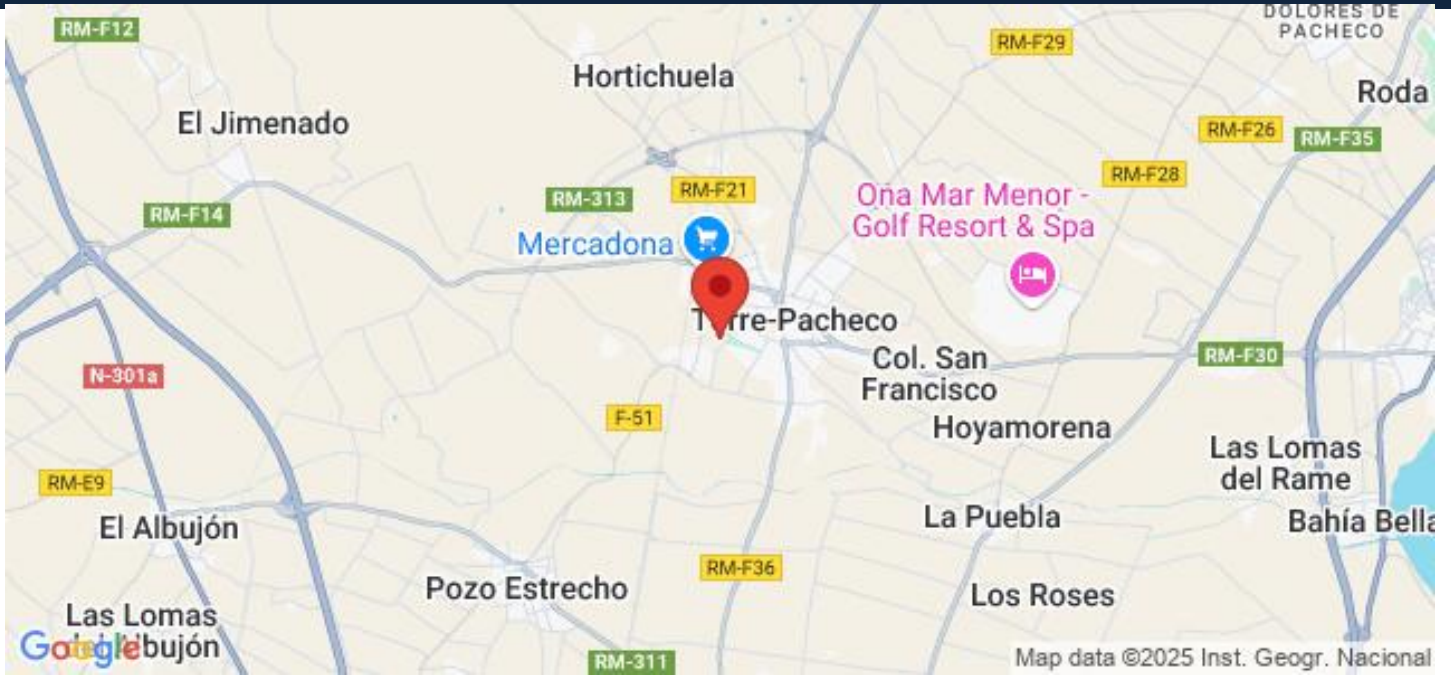 DOLORES DE
PACHECO
RM-F12
RM-F29
Hortichuela
Roda
El Jimenado
RM-F26
RM-F35
RM-F28
RM-313
RM-F21
Oña Mar Menor -
Golf Resort & Spa
RM-F14
Mercadona
Torre-Pacheco
Col. San
Francisco
RM-F30
N-301a
F-51
Hoyamorena
Las Lomas
del Rame
RM-E9
El Albujón
La Puebla
Bahía Bella
RM-F36
Pozo Estrecho
Los Roses
Las Lomas
del Albujón
Google
RM-311
Map data ©2025 Inst. Geogr. Nacional